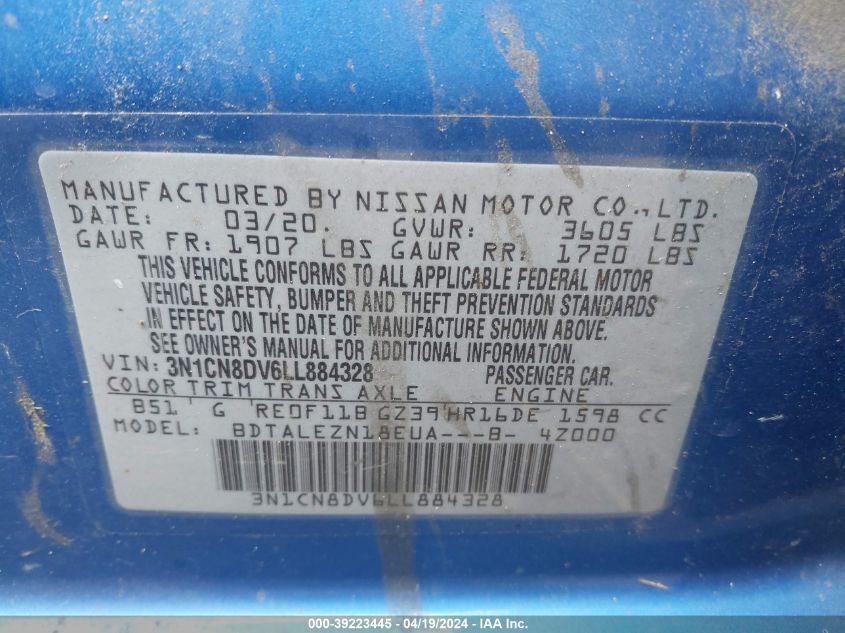 MANUFACTURED BY NISSAN MOTOR CO., LTD.
DATE: 03/20. GVWR: 3605 LBS
GAWR FR: 1907 LBS GAWR RR: 1720 LBS
THIS VEHICLE CONFORMS TO ALL APPLICABLE FEDERAL MOTOR
VEHICLE SAFETY, BUMPER AND THEFT PREVENTION STANDARDS
IN EFFECT ON THE DATE OF MANUFACTURE SHOWN ABOVE.
SEE OWNER'S MANUAL FOR ADDITIONAL INFORMATION
VIN: 3N1CN8DV6LL884328 PASSENGER CAR.
COLOR TRIM TRANS AXLE ENGINE
B51 G RE0F11B GZ39 HR16DE 1598 CC
MODEL: BDTALEZN18EUA---B- 4Z000
3N1CN8DV6LL884328
000-39223445 - 04/19/2024 - IAA Inc.